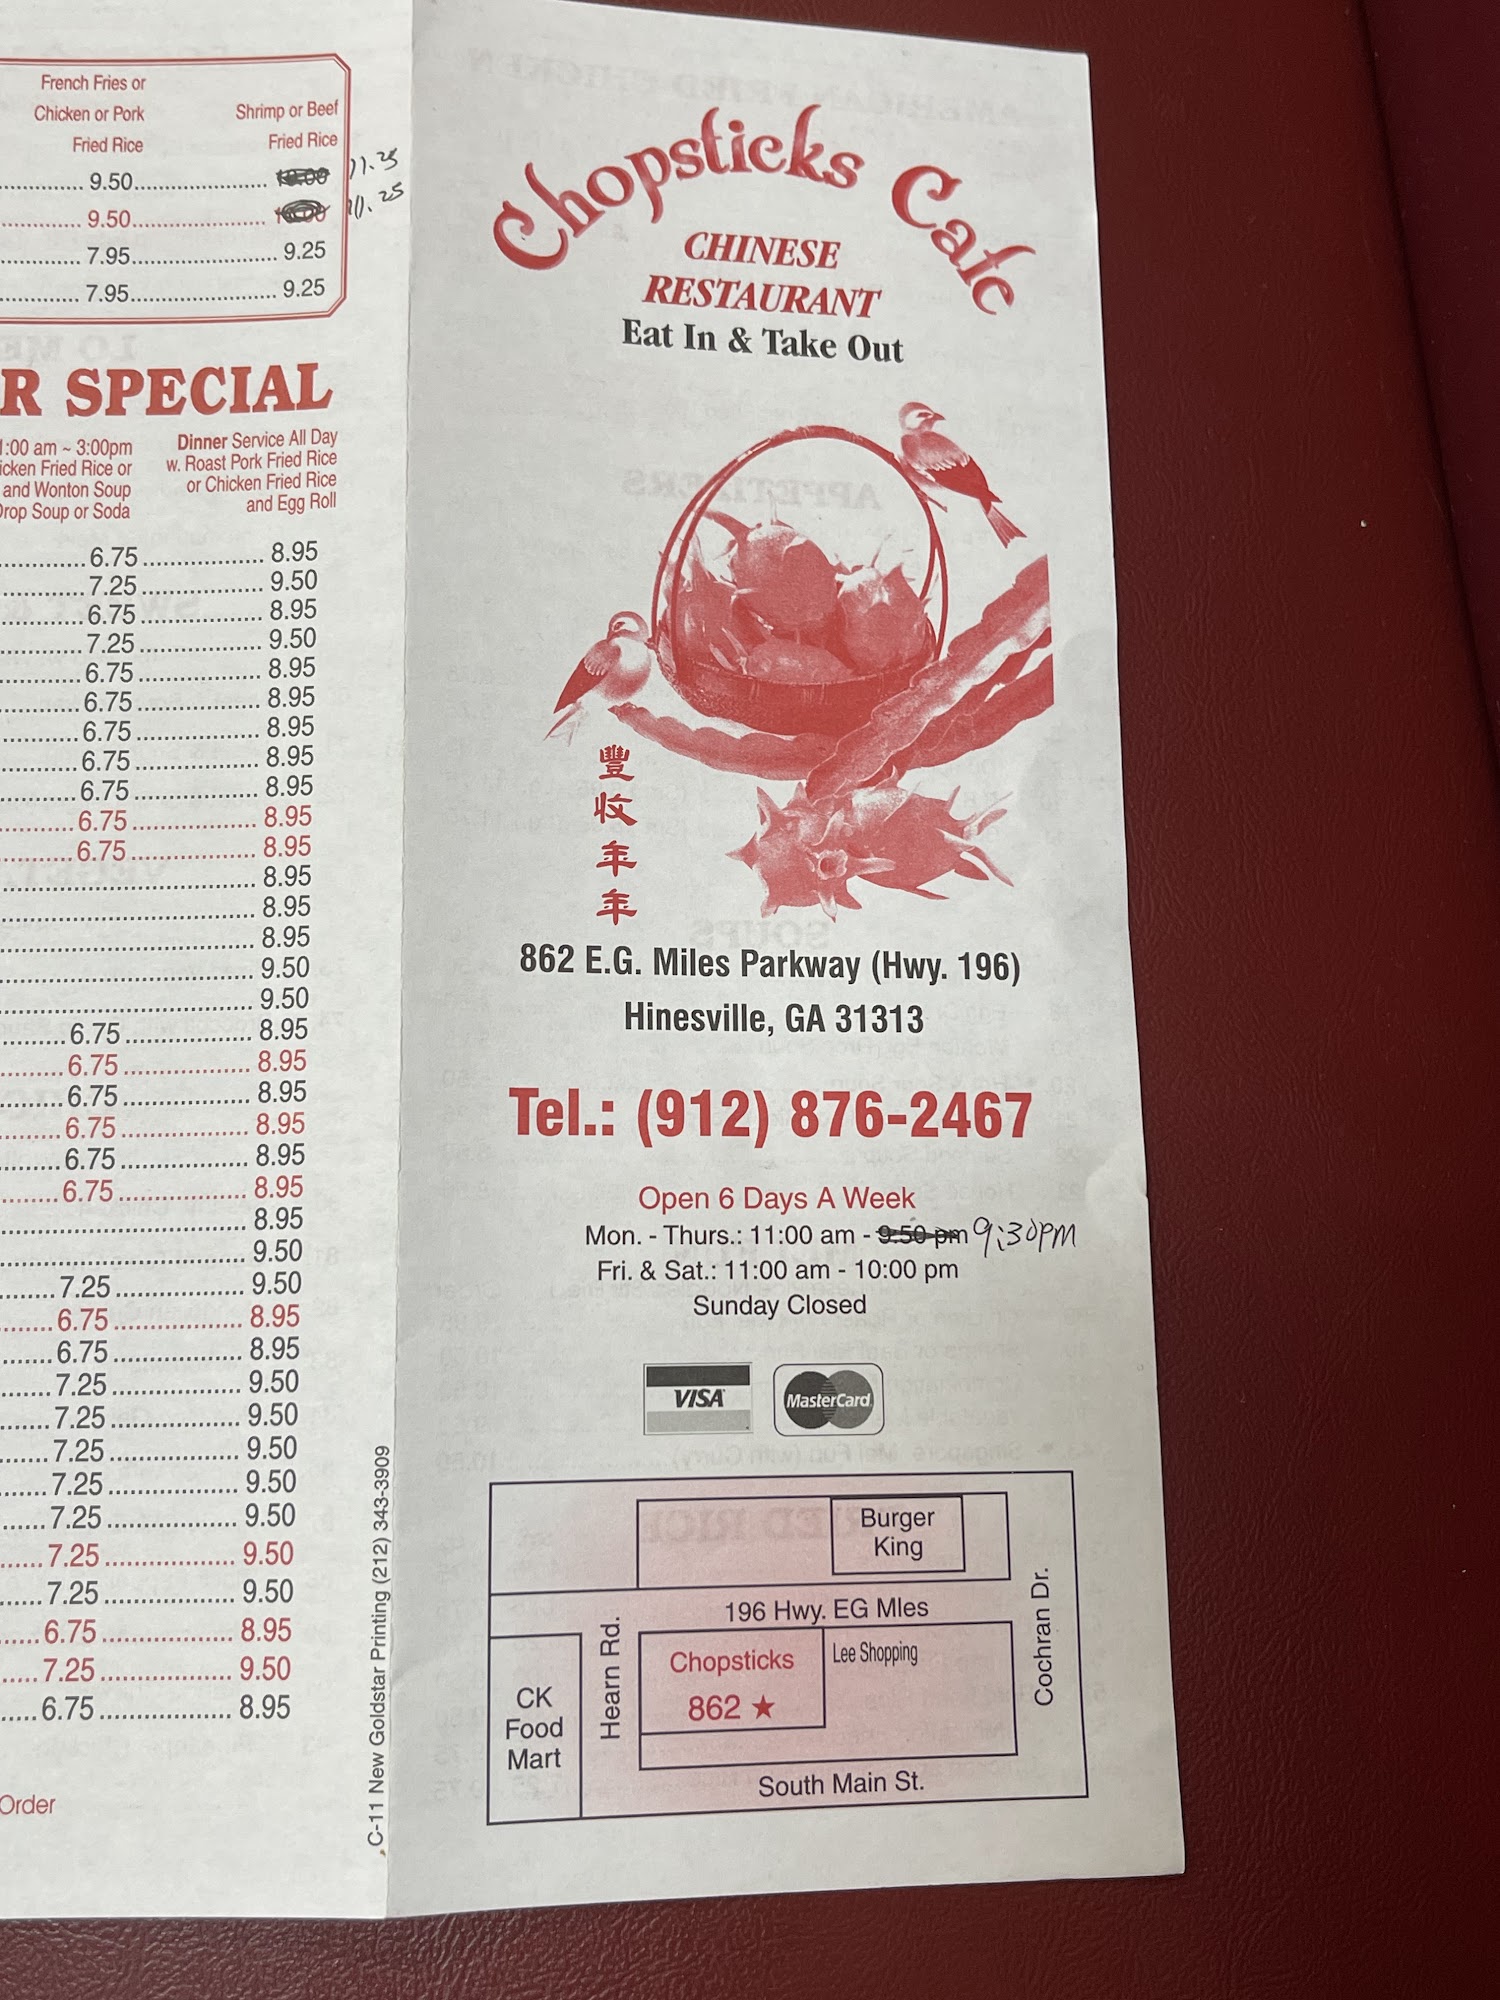 French Fries or
Chicken or Pork
Fried Rice
Shrimp or Beef
Fried Rice
9.50 11.25
9.50 11.25
7.95 9.25
7.95 9.25
R SPECIAL
1:00 am ~ 3:00pm
icken Fried Rice or
and Wonton Soup
Drop Soup or Soda
Dinner Service All Day
w. Roast Pork Fried Rice
or Chicken Fried Rice
and Egg Roll
6.75 8.95
7.25 9.50
6.75 8.95
7.25 9.50
6.75 8.95
6.75 8.95
6.75 8.95
6.75 8.95
6.75 8.95
6.75 8.95
6.75 8.95
8.95
8.95
8.95
9.50
9.50
6.75 8.95
6.75 8.95
6.75 8.95
6.75 8.95
6.75 8.95
6.75 8.95
8.95
9.50
7.25 9.50
6.75 8.95
6.75 8.95
7.25 9.50
7.25 9.50
7.25 9.50
7.25 9.50
7.25 9.50
7.25 9.50
7.25 9.50
6.75 8.95
7.25 9.50
6.75 8.95
Order
C-11 New Goldstar Printing (212) 343-3909
Chopsticks Cafe
CHINESE
RESTAURANT
Eat In & Take Out
豐收年年
862 E.G. Miles Parkway (Hwy. 196)
Hinesville, GA 31313
Tel.: (912) 876-2467
Open 6 Days A Week
Mon. - Thurs.: 11:00 am - 9:50 pm 9:30pm
Fri. & Sat.: 11:00 am - 10:00 pm
Sunday Closed
VISA
MasterCard
Burger
King
196 Hwy. EG Mles
Hearn Rd.
Cochran Dr.
Chopsticks
862 ★
Lee Shopping
CK
Food
Mart
South Main St.